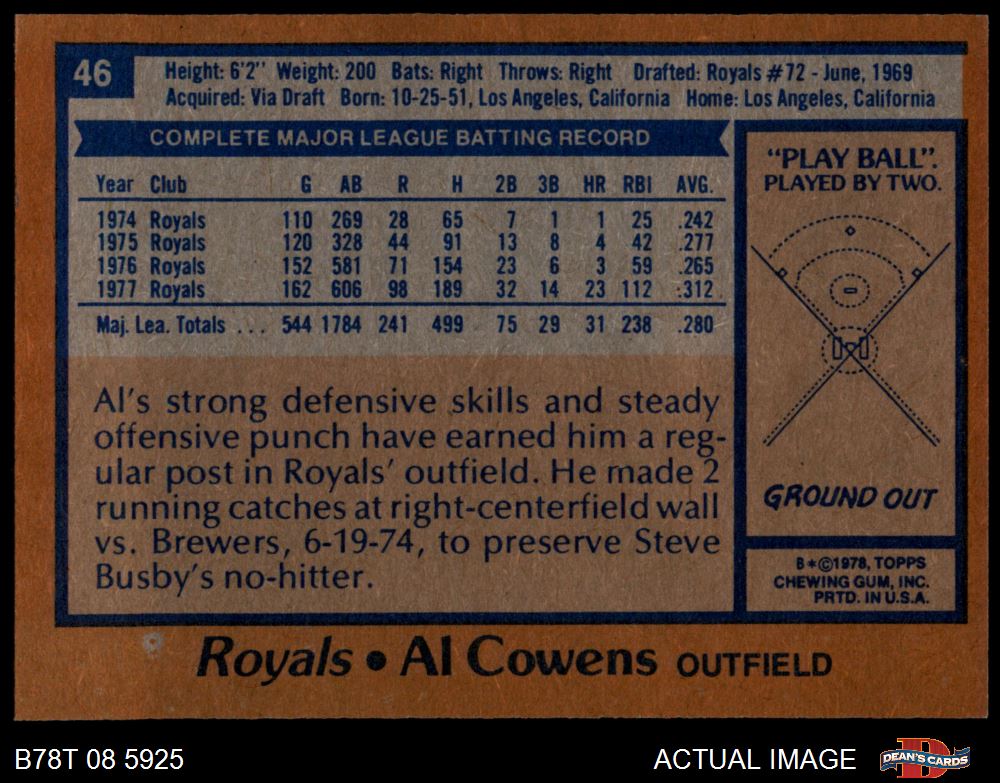 46
Height: 6'2" Weight: 200 Bats: Right Throws: Right Drafted: Royals #72 - June, 1969
Acquired: Via Draft Born: 10-25-51, Los Angeles, California Home: Los Angeles, California
COMPLETE MAJOR LEAGUE BATTING RECORD
Year Club G AB R H 2B 3B HR RBI AVG.
1974 Royals 110 269 28 65 7 1 1 25 .242
1975 Royals 120 328 44 91 13 8 4 42 .277
1976 Royals 152 581 71 154 23 6 3 59 .265
1977 Royals 162 606 98 189 32 14 23 112 .312
Maj. Lea. Totals ... 544 1784 241 499 75 29 31 238 .280
Al's strong defensive skills and steady
offensive punch have earned him a reg-
ular post in Royals' outfield. He made 2
running catches at right-centerfield wall
vs. Brewers, 6-19-74, to preserve Steve
Busby's no-hitter.
"PLAY BALL".
PLAYED BY TWO.
GROUND OUT
B*©1978, TOPPS
CHEWING GUM, INC.
PRTD. IN U.S.A.
Royals • Al Cowens OUTFIELD
B78T 08 5925
ACTUAL IMAGE
DEAN'S CARDS